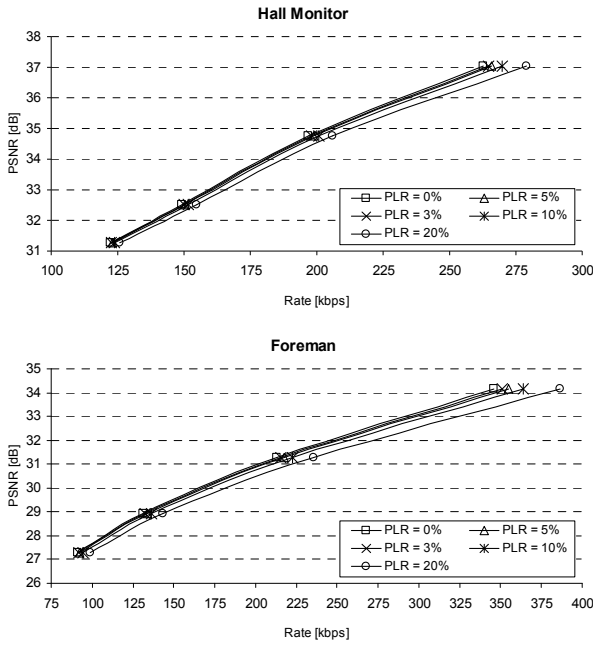 Hall Monitor
38
37
36
35
34
33
32
31
PSNR [dB]
PLR = 0% PLR = 5%
PLR = 3% PLR = 10%
PLR = 20%
100 125 150 175 200 225 250 275 300
Rate [kbps]
Foreman
35
34
33
32
31
30
29
28
27
26
PSNR [dB]
PLR = 0% PLR = 5%
PLR = 3% PLR = 10%
PLR = 20%
75 100 125 150 175 200 225 250 275 300 325 350 375 400
Rate [kbps]